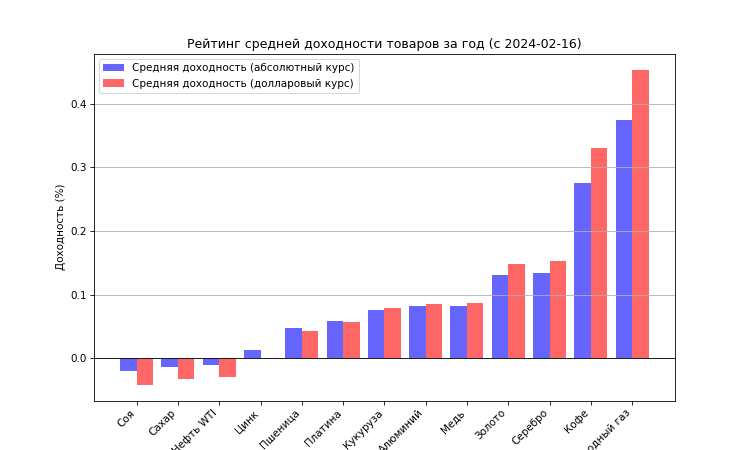 Рейтинг средней доходности товаров за год (с 2024-02-16)
Средняя доходность (абсолютный курс)
Средняя доходность (долларовый курс)
Доходность (%)
0.4
0.3
0.2
0.1
0.0
Соя
Сахар
Нефть WTI
Цинк
Пшеница
Платина
Кукуруза
Алюминий
Медь
Золото
Серебро
Кофе
газ